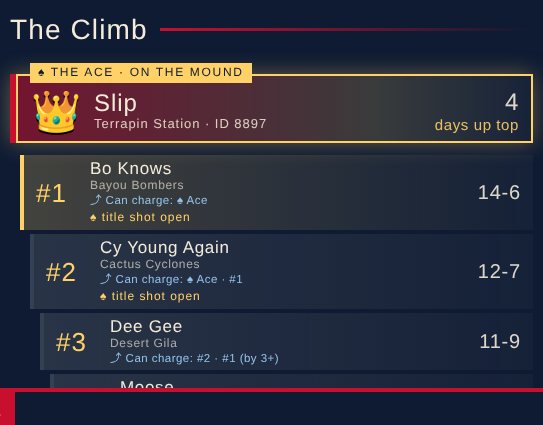 The Climb
♠ THE ACE · ON THE MOUND
Slip
Terrapin Station · ID 8897
4
days up top
#1
Bo Knows
Bayou Bombers
⤴ Can charge: ♠ Ace
♠ title shot open
14-6
#2
Cy Young Again
Cactus Cyclones
⤴ Can charge: ♠ Ace · #1
♠ title shot open
12-7
#3
Dee Gee
Desert Gila
⤴ Can charge: #2 · #1 (by 3+)
11-9
Moose